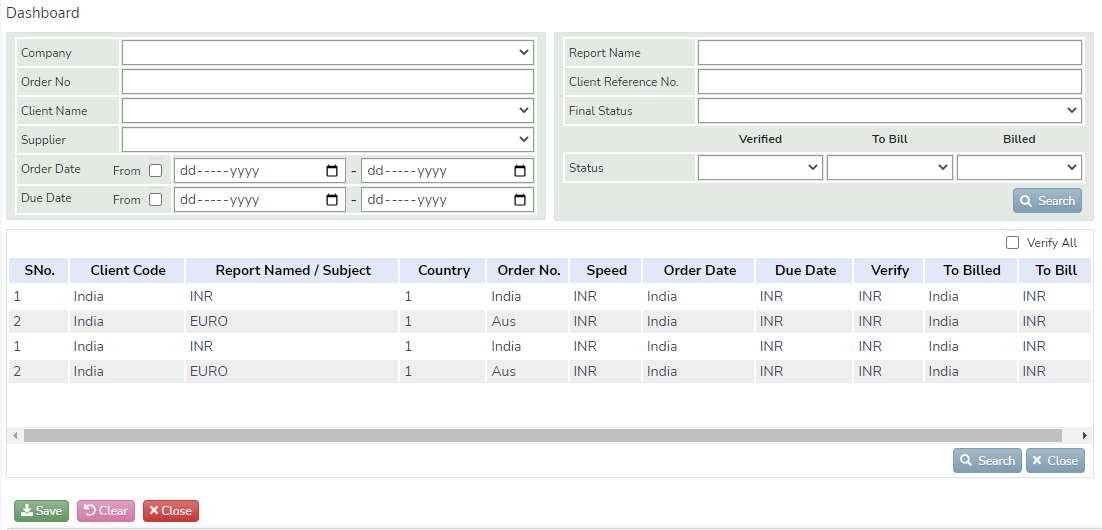 Dashboard
Company
Order No
Client Name
Supplier
Order Date From dd-----yyyy - dd-----yyyy
Due Date From dd-----yyyy - dd-----yyyy
Report Name
Client Reference No.
Final Status
Verified To Bill Billed
Status
Search
Verify All
SNo. Client Code Report Named / Subject Country Order No. Speed Order Date Due Date Verify To Billed To Bill
1 India INR 1 India INR India INR INR India INR
2 India EURO 1 Aus INR India INR INR India INR
1 India INR 1 India INR India INR INR India INR
2 India EURO 1 Aus INR India INR INR India INR
Search Close
Save Clear Close